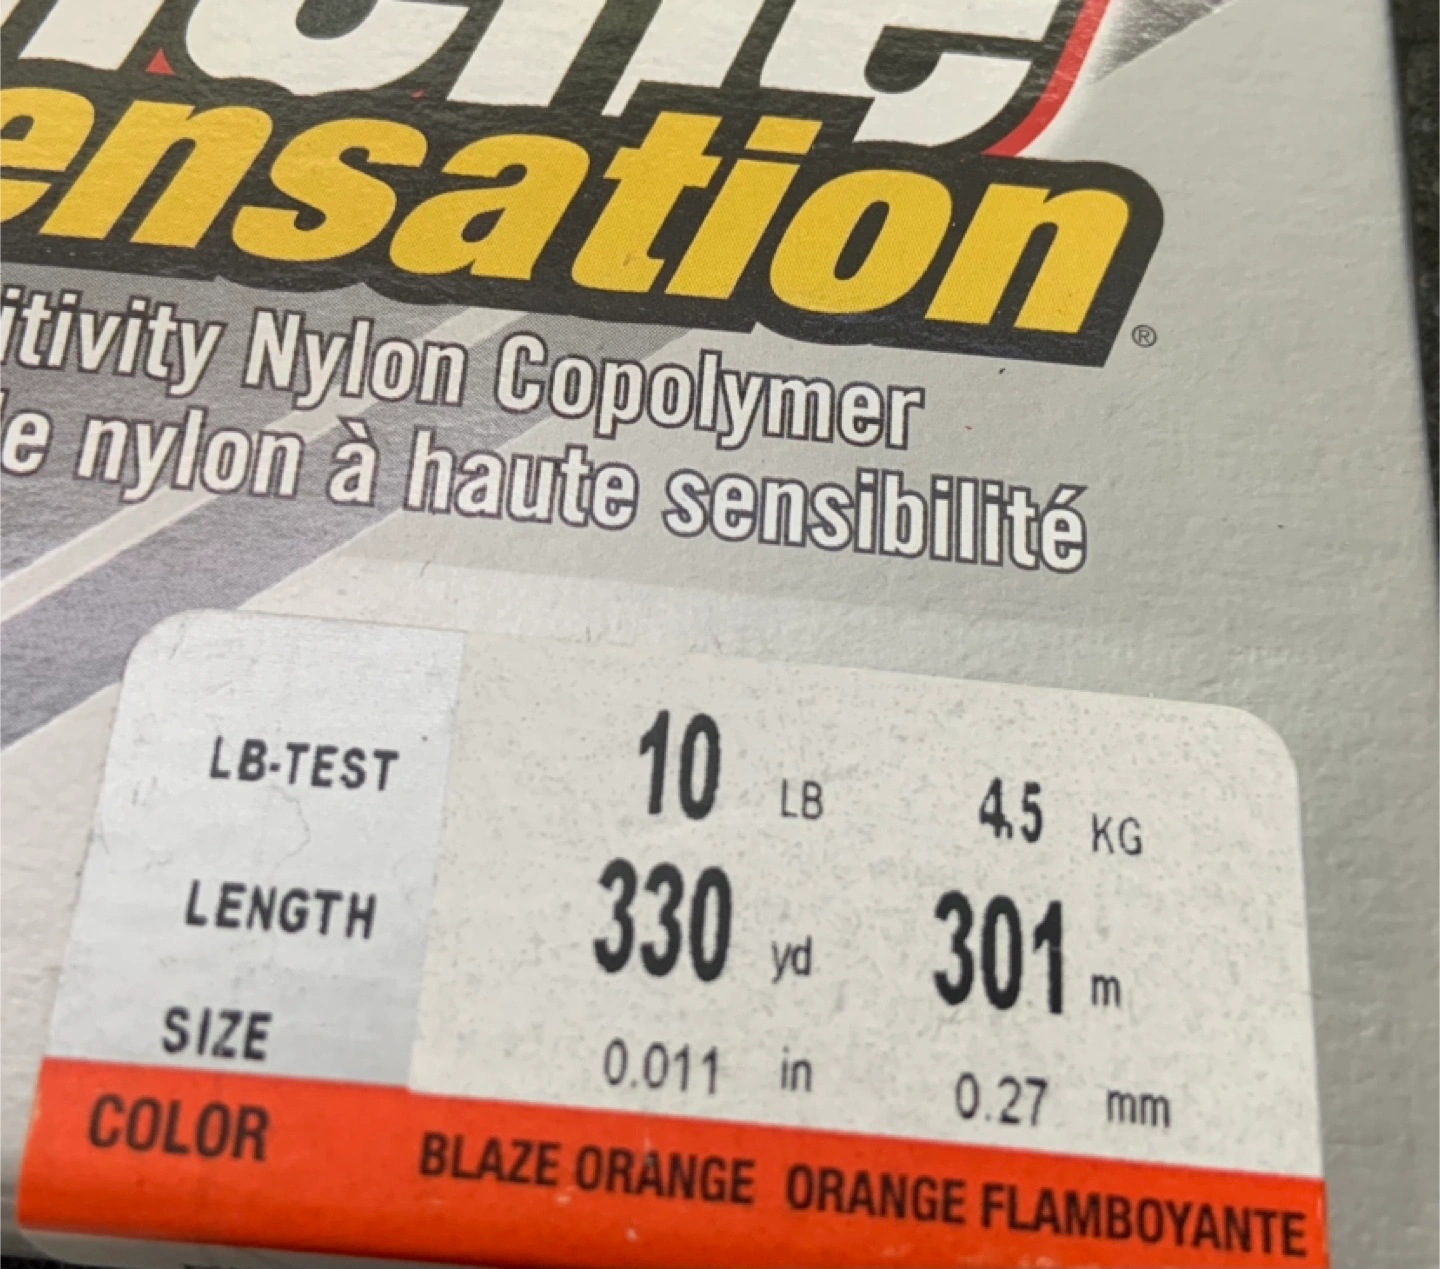 ensation®
itivity Nylon Copolymer
e nylon à haute sensibilité
LB-TEST 10 LB 4.5 KG
LENGTH 330 yd 301 m
SIZE 0.011 in 0.27 mm
COLOR BLAZE ORANGE ORANGE FLAMBOYANTE